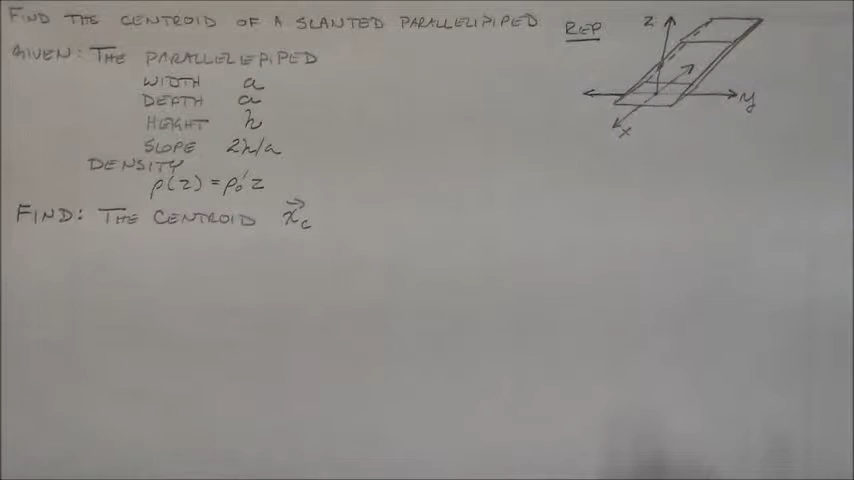 FIND THE CENTROID OF A SLANTED PARALLELIPIPED
REP
GIVEN: THE PARALLELEPIPED
WIDTH a
DEPTH a
HEIGHT h
SLOPE 2h/a
DENSITY
ρ(z) = ρ₀'z
FIND: THE CENTROID x⃗c
z
y
x